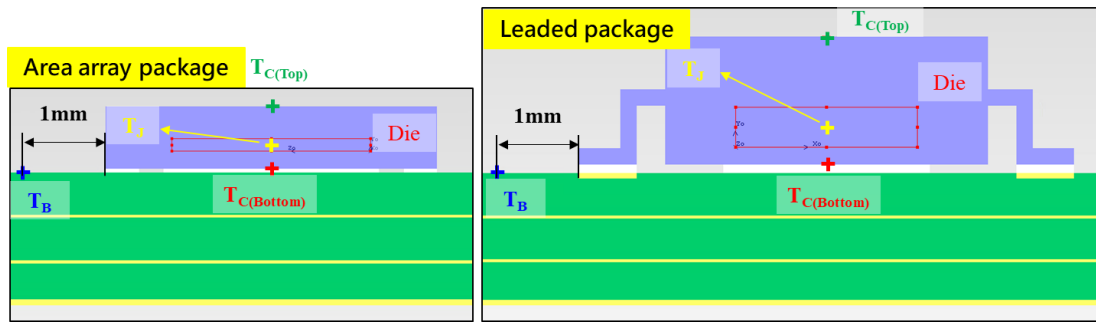 Area array package
T_C(Top)
1mm
T_J
Die
T_B
T_C(Bottom)
Leaded package
T_C(Top)
T_J
Die
1mm
T_B
T_C(Bottom)